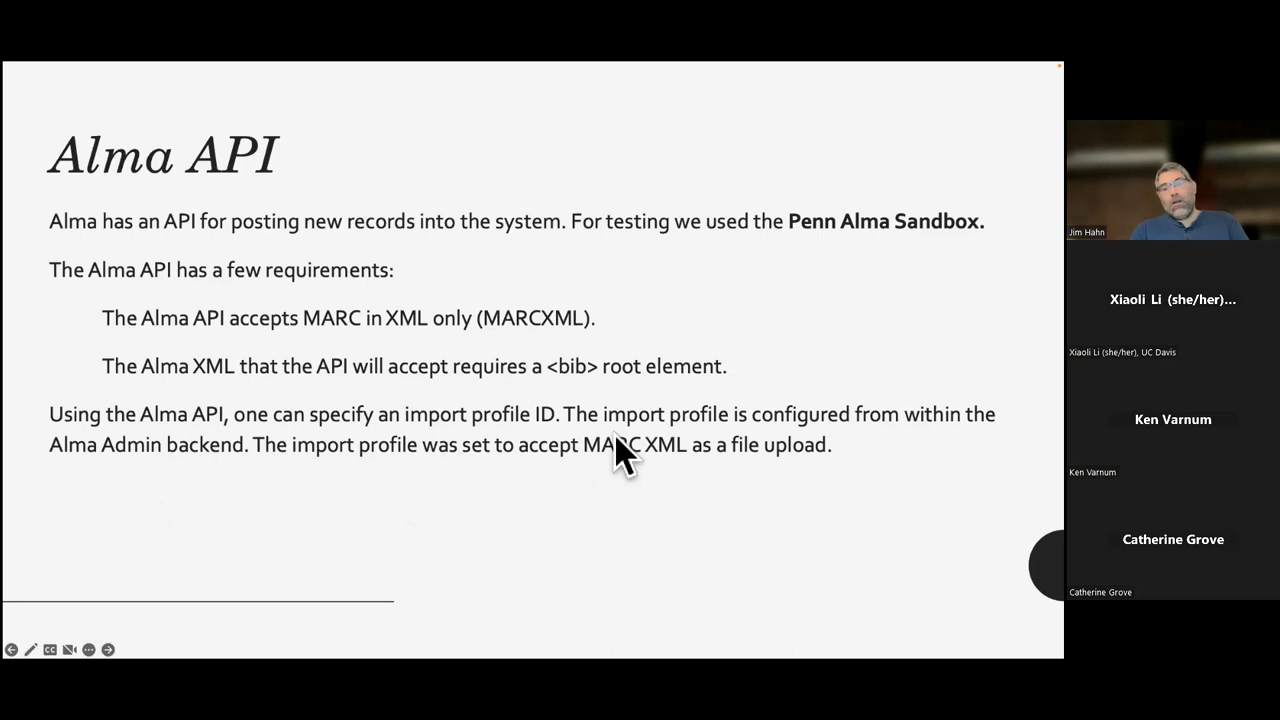 Alma API
Alma has an API for posting new records into the system. For testing we used the Penn Alma Sandbox.
The Alma API has a few requirements:
The Alma API accepts MARC in XML only (MARCXML).
The Alma XML that the API will accept requires a <bib> root element.
Using the Alma API, one can specify an import profile ID. The import profile is configured from within the
Alma Admin backend. The import profile was set to accept MARC XML as a file upload.
CC
Jim Hahn
Xiaoli Li (she/her)...
Xiaoli Li (she/her), UC Davis
Ken Varnum
Ken Varnum
Catherine Grove
Catherine Grove